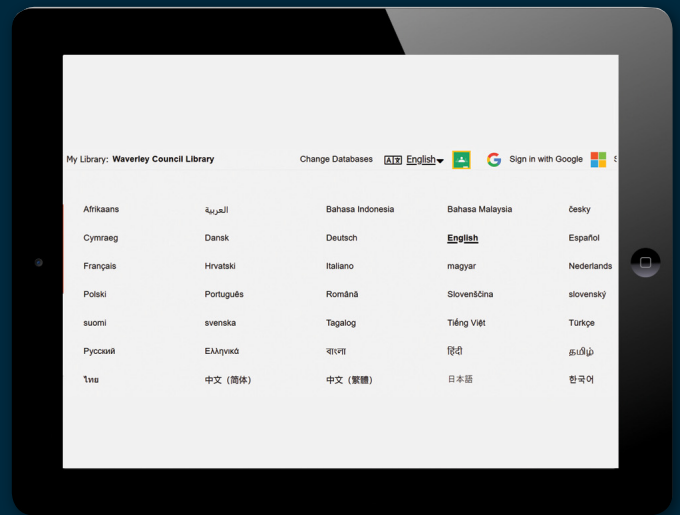 My Library: Waverley Council Library Change Databases English Sign in with Google
Afrikaans العربية Bahasa Indonesia Bahasa Malaysia česky
Cymraeg Dansk Deutsch English Español
Français Hrvatski Italiano magyar Nederlands
Polski Português Română Slovenščina slovenský
suomi svenska Tagalog Tiếng Việt Türkçe
Русский Ελληνικά বাংলা हिंदी தமிழ்
ไทย 中文（简体） 中文（繁體） 日本語 한국어